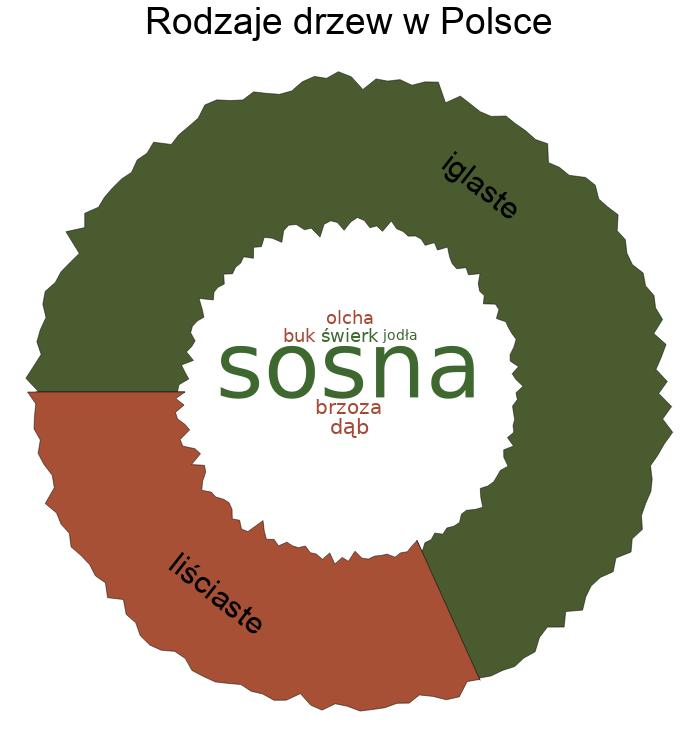 Rodzaje drzew w Polsce
iglaste
olcha
buk świerk jodła
sosna
brzoza
dąb
liściaste